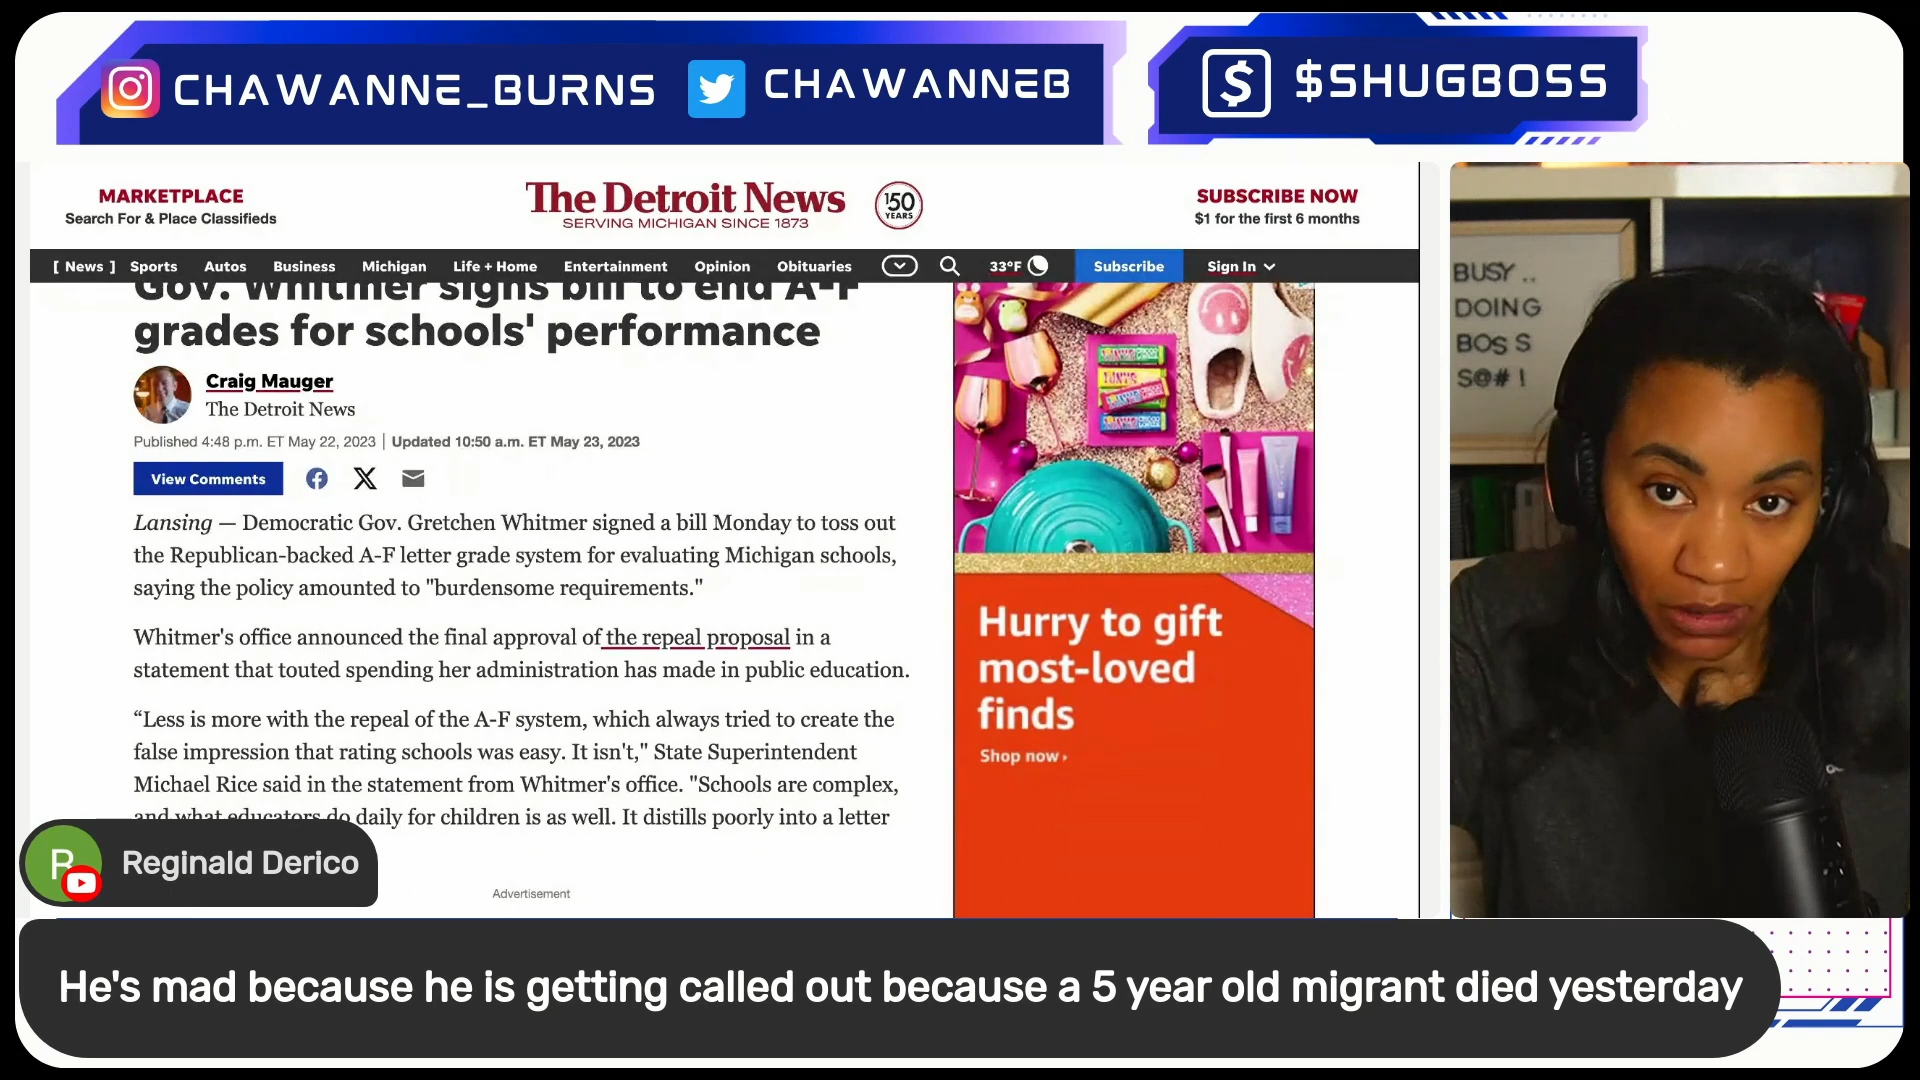 CHAWANNE_BURNS
CHAWANNEB
$SHUGBOSS
MARKETPLACE
Search For & Place Classifieds
The Detroit News
SERVING MICHIGAN SINCE 1873
150
YEARS
SUBSCRIBE NOW
$1 for the first 6 months
[ News ] Sports Autos Business Michigan Life + Home Entertainment Opinion Obituaries 33°F Subscribe Sign In
Gov. Whitmer signs bill to end A-F
grades for schools' performance
Craig Mauger
The Detroit News
Published 4:48 p.m. ET May 22, 2023 | Updated 10:50 a.m. ET May 23, 2023
View Comments
Lansing — Democratic Gov. Gretchen Whitmer signed a bill Monday to toss out
the Republican-backed A-F letter grade system for evaluating Michigan schools,
saying the policy amounted to "burdensome requirements."
Whitmer's office announced the final approval of the repeal proposal in a
statement that touted spending her administration has made in public education.
“Less is more with the repeal of the A-F system, which always tried to create the
false impression that rating schools was easy. It isn't," State Superintendent
Michael Rice said in the statement from Whitmer's office. "Schools are complex,
and what educators do daily for children is as well. It distills poorly into a letter
Advertisement
Hurry to gift
most-loved
finds
Shop now ›
BUSY ..
DOING
BOSS
S@#!
R
Reginald Derico
He's mad because he is getting called out because a 5 year old migrant died yesterday